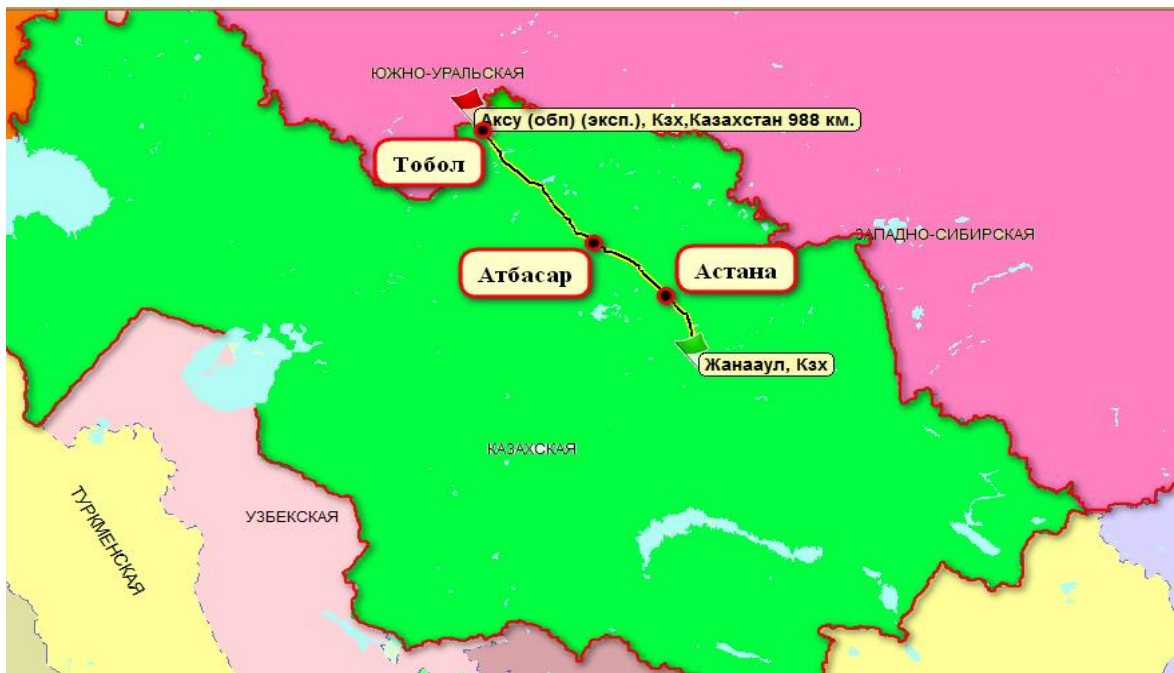 ЮЖНО-УРАЛЬСКАЯ
Аксу (обп) (эксп.), Кзх,Казахстан 988 км.
Тобол
ЗАПАДНО-СИБИРСКАЯ
Атбасар
Астана
Жанааул, Кзх
КАЗАХСКАЯ
УЗБЕКСКАЯ
ТУРКМЕНСКАЯ